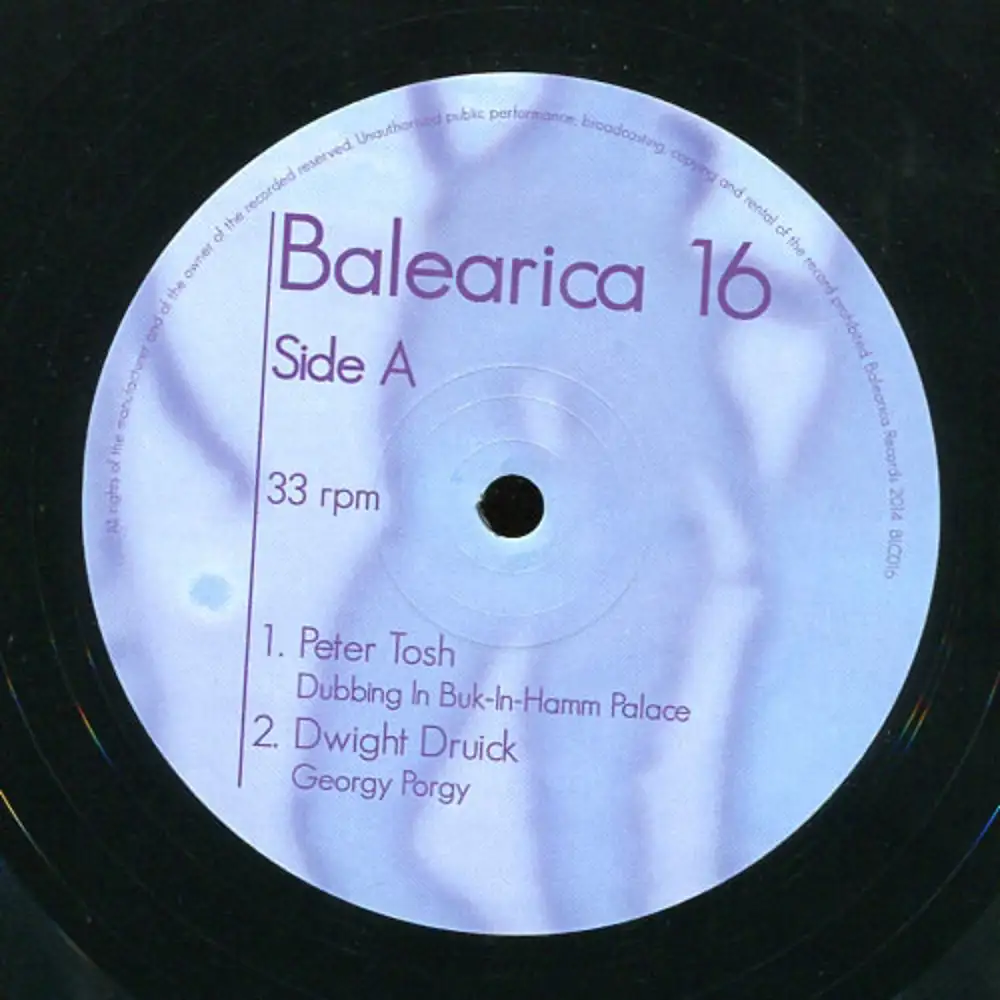 All rights of the manufacturer and of the owner of the recorded reserved. Unauthorised public performance, broadcasting, copying and rental of the record prohibited. Balearica Records 2014 BIC016
Balearica 16
Side A
33 rpm
1. Peter Tosh
Dubbing In Buk-In-Hamm Palace
2. Dwight Druick
Georgy Porgy